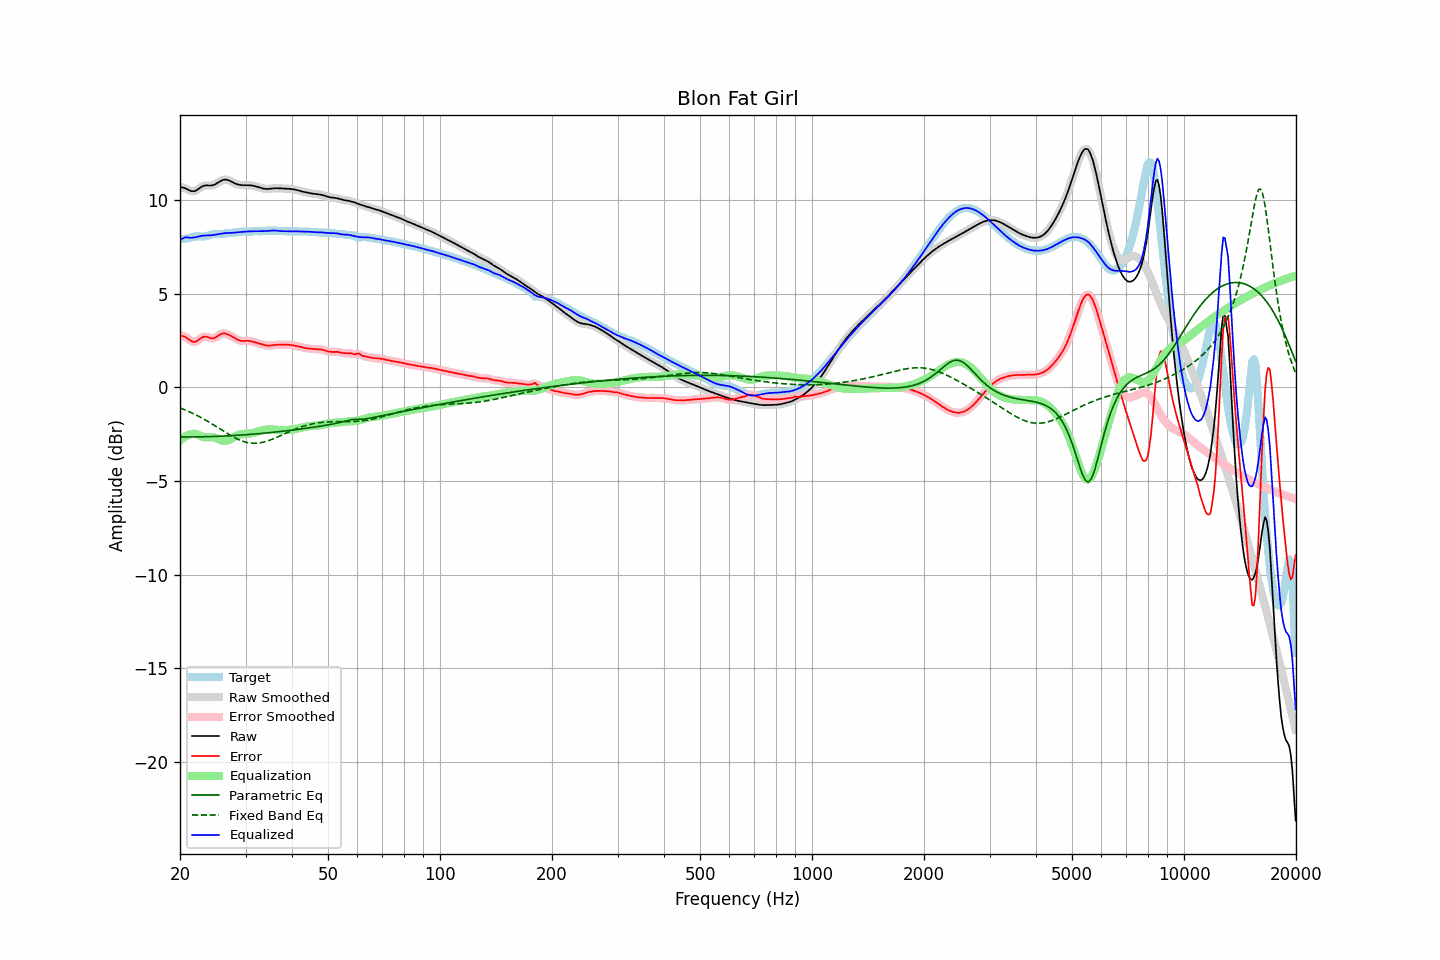 Blon Fat Girl
Amplitude (dBr)
10
5
0
−5
−10
−15
−20
Target
Raw Smoothed
Error Smoothed
Raw
Error
Equalization
Parametric Eq
Fixed Band Eq
Equalized
20 50 100 200 500 1000 2000 5000 10000 20000
Frequency (Hz)